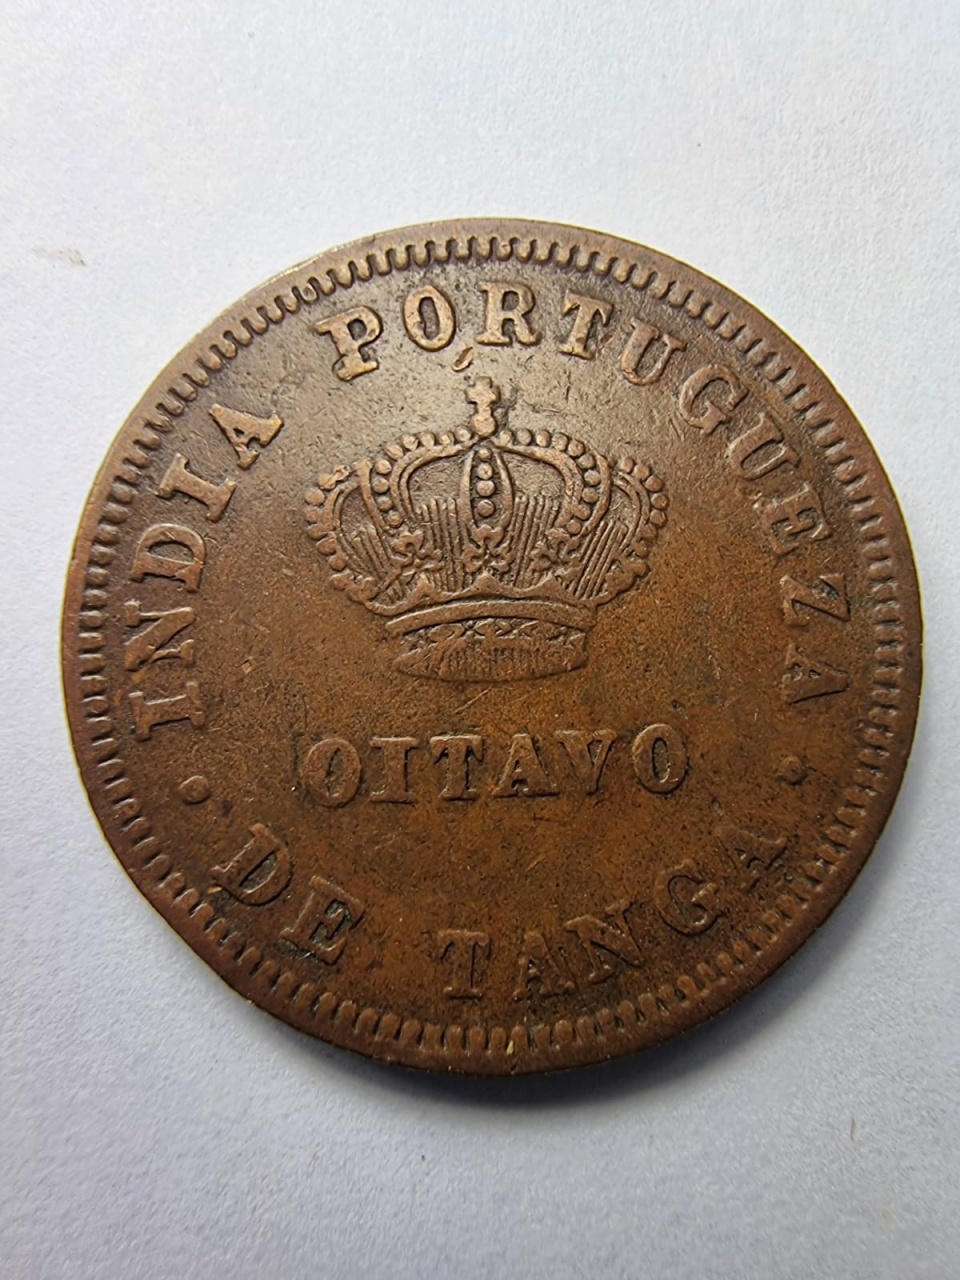 INDIA PORTUGUEZA
OITAVO
· DE TANGA ·